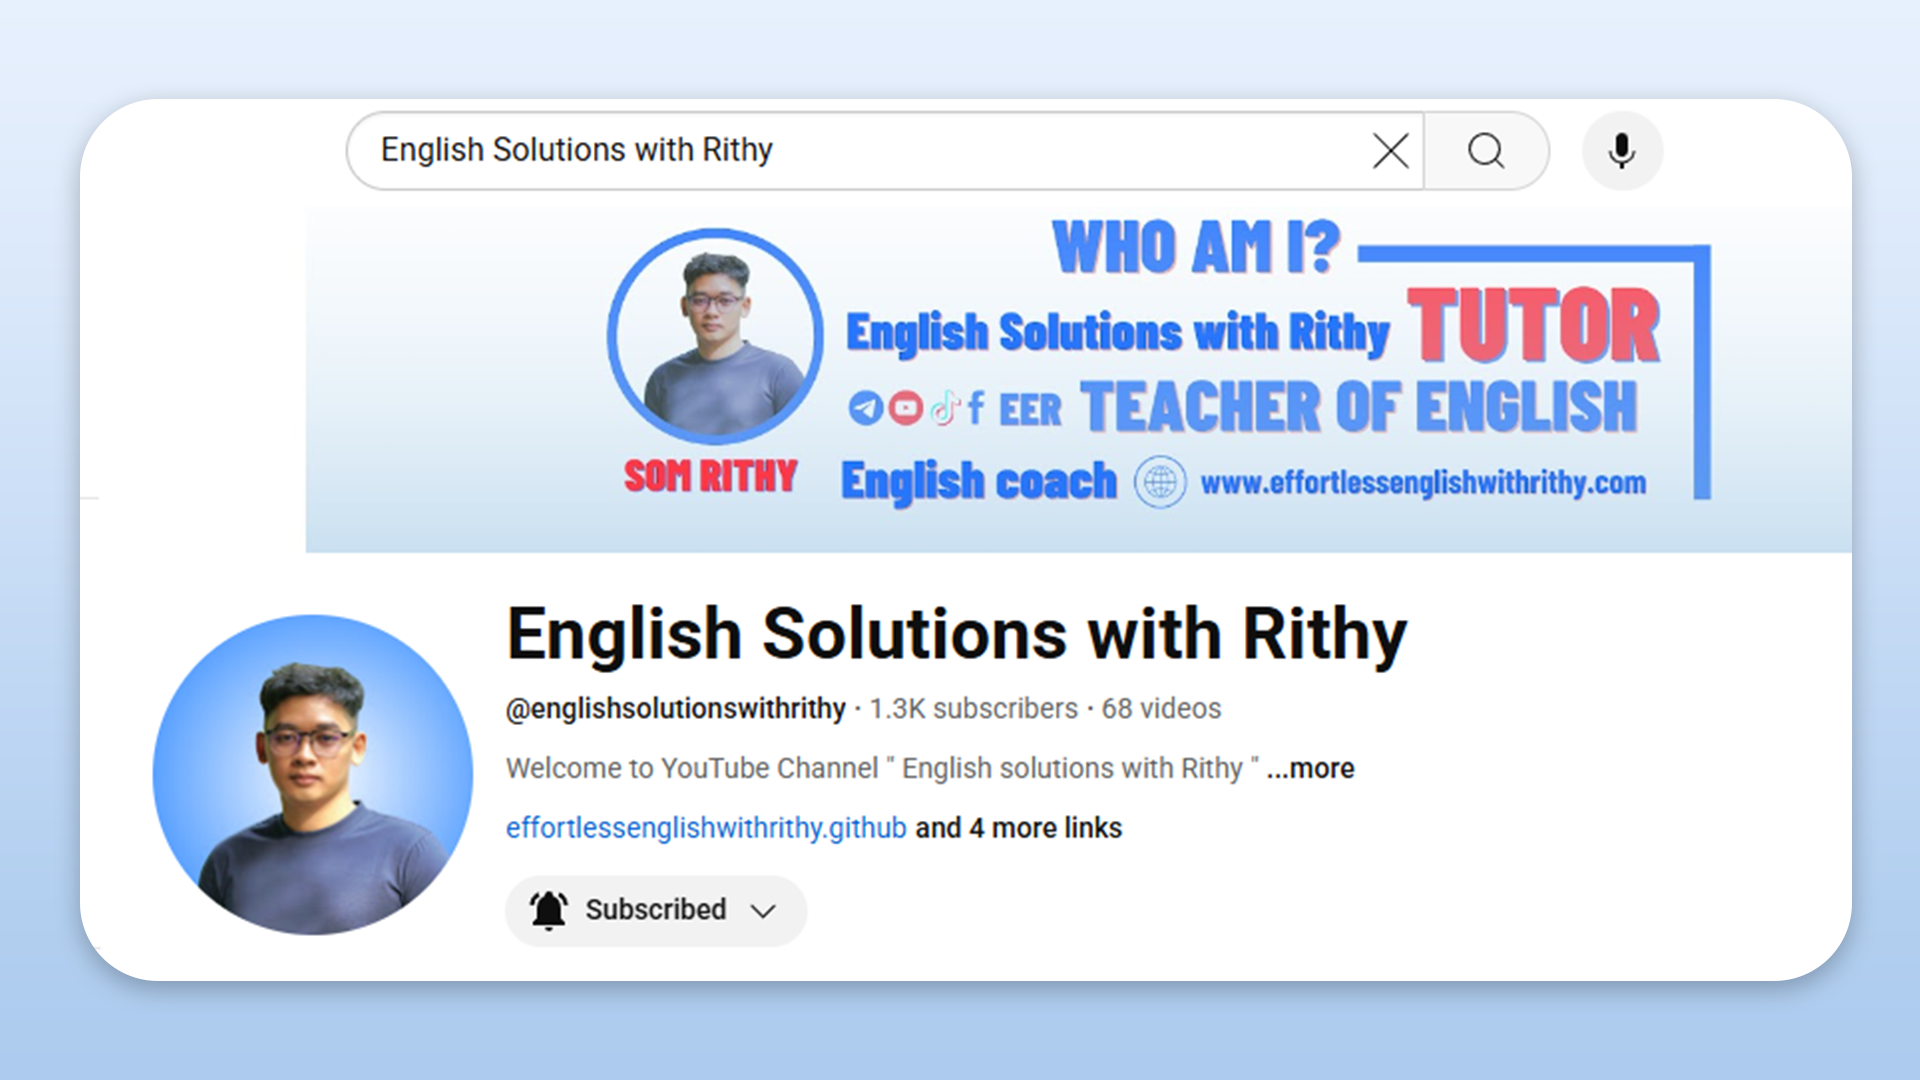 English Solutions with Rithy
WHO AM I?
English Solutions with Rithy TUTOR
EER TEACHER OF ENGLISH
SOM RITHY
English coach www.effortlessenglishwithrithy.com
English Solutions with Rithy
@englishsolutionswithrithy · 1.3K subscribers · 68 videos
Welcome to YouTube Channel " English solutions with Rithy " ...more
effortlessenglishwithrithy.github and 4 more links
Subscribed